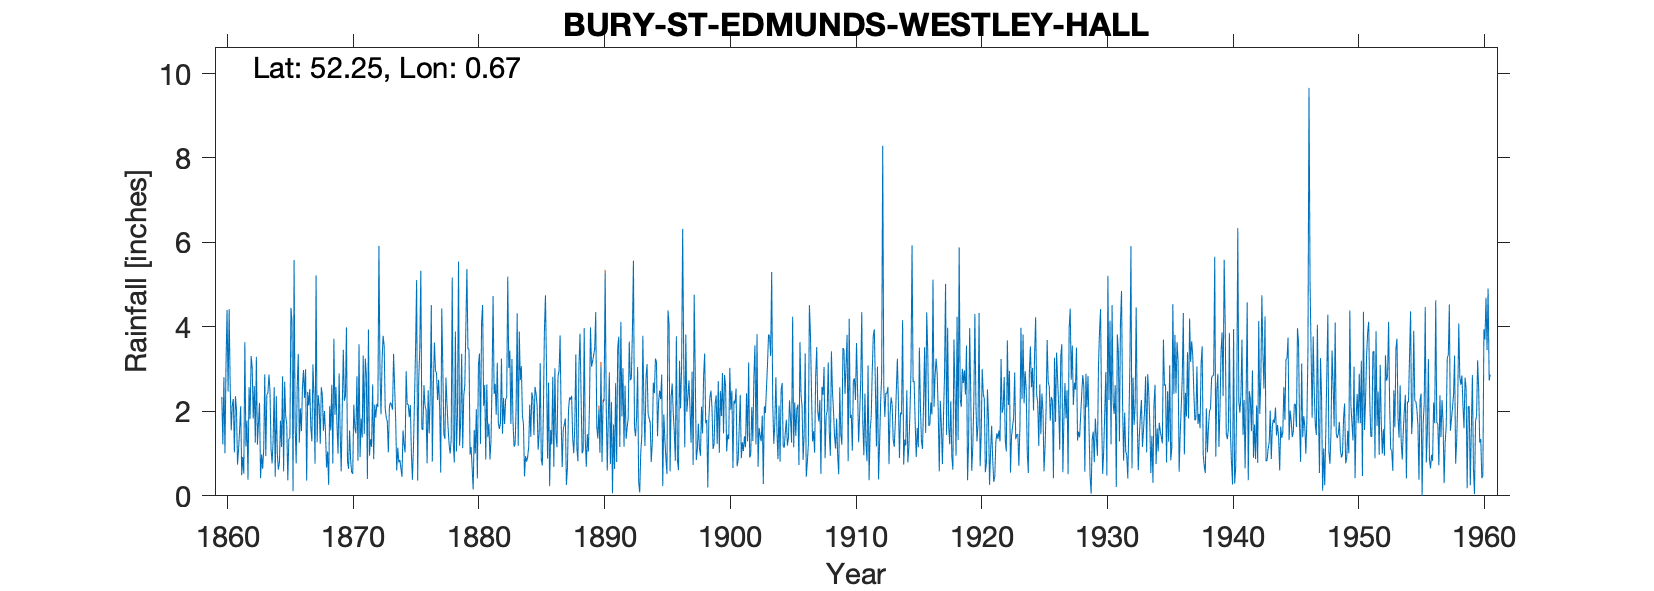 BURY-ST-EDMUNDS-WESTLEY-HALL
Lat: 52.25, Lon: 0.67
10
8
6
4
2
0
Rainfall [inches]
1860 1870 1880 1890 1900 1910 1920 1930 1940 1950 1960
Year